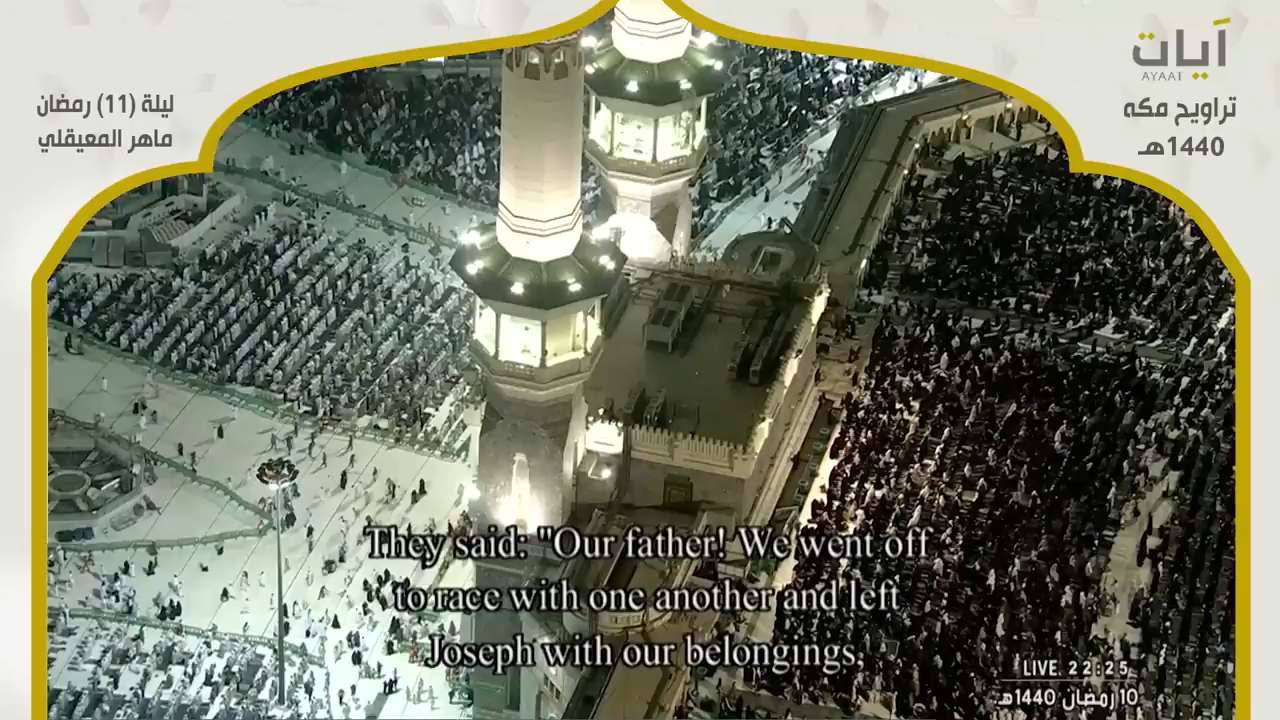 آيات
AYAAT
تراويح مكه
1440هـ
ليلة (11) رمضان
ماهر المعيقلي
They said: "Our father! We went off
to race with one another and left
Joseph with our belongings,
LIVE. 22:25
10 رمضان 1440هـ